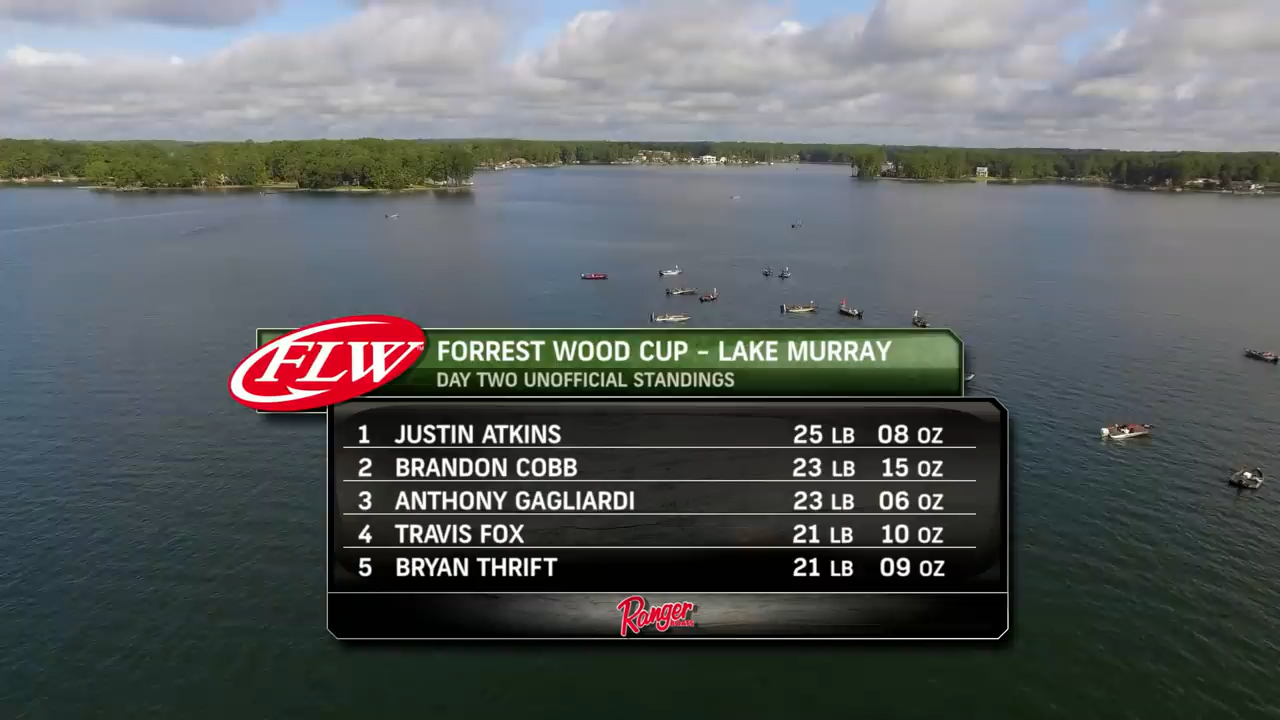 FLW
FORREST WOOD CUP - LAKE MURRAY
DAY TWO UNOFFICIAL STANDINGS
1 JUSTIN ATKINS 25 LB 08 OZ
2 BRANDON COBB 23 LB 15 OZ
3 ANTHONY GAGLIARDI 23 LB 06 OZ
4 TRAVIS FOX 21 LB 10 OZ
5 BRYAN THRIFT 21 LB 09 OZ
Ranger